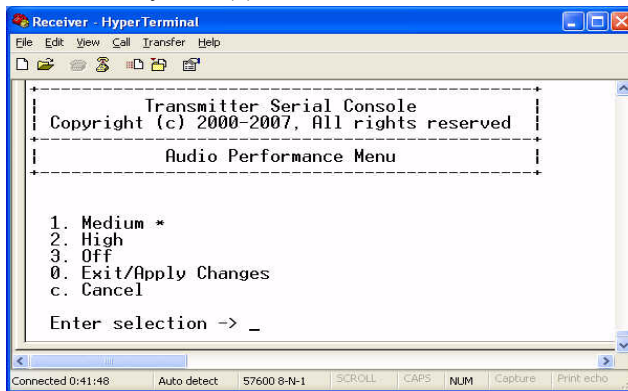 Receiver - HyperTerminal
File Edit View Call Transfer Help
Transmitter Serial Console
Copyright (c) 2000-2007, All rights reserved
Audio Performance Menu
1. Medium *
2. High
3. Off
0. Exit/Apply Changes
c. Cancel
Enter selection -> _
Connected 0:41:48 Auto detect 57600 8-N-1 SCROLL CAPS NUM Capture Print echo